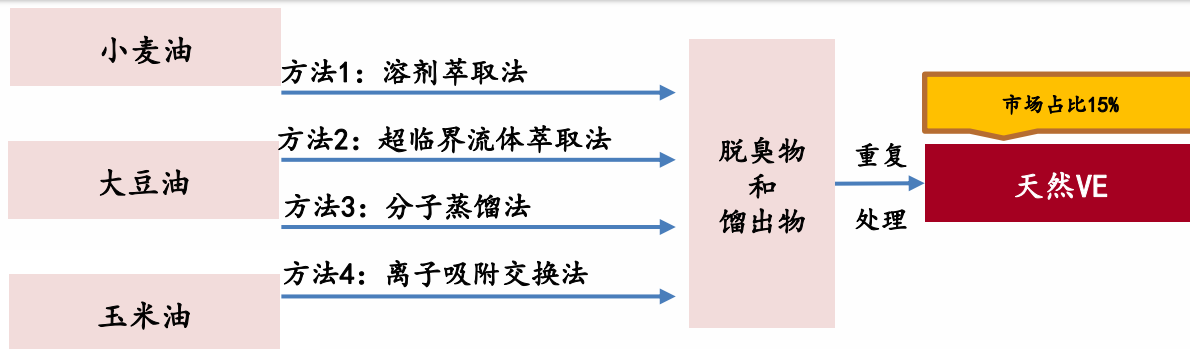 小麦油
大豆油
玉米油
方法1：溶剂萃取法
方法2：超临界流体萃取法
方法3：分子蒸馏法
方法4：离子吸附交换法
脱臭物
和
馏出物
重复
处理
市场占比15%
天然VE